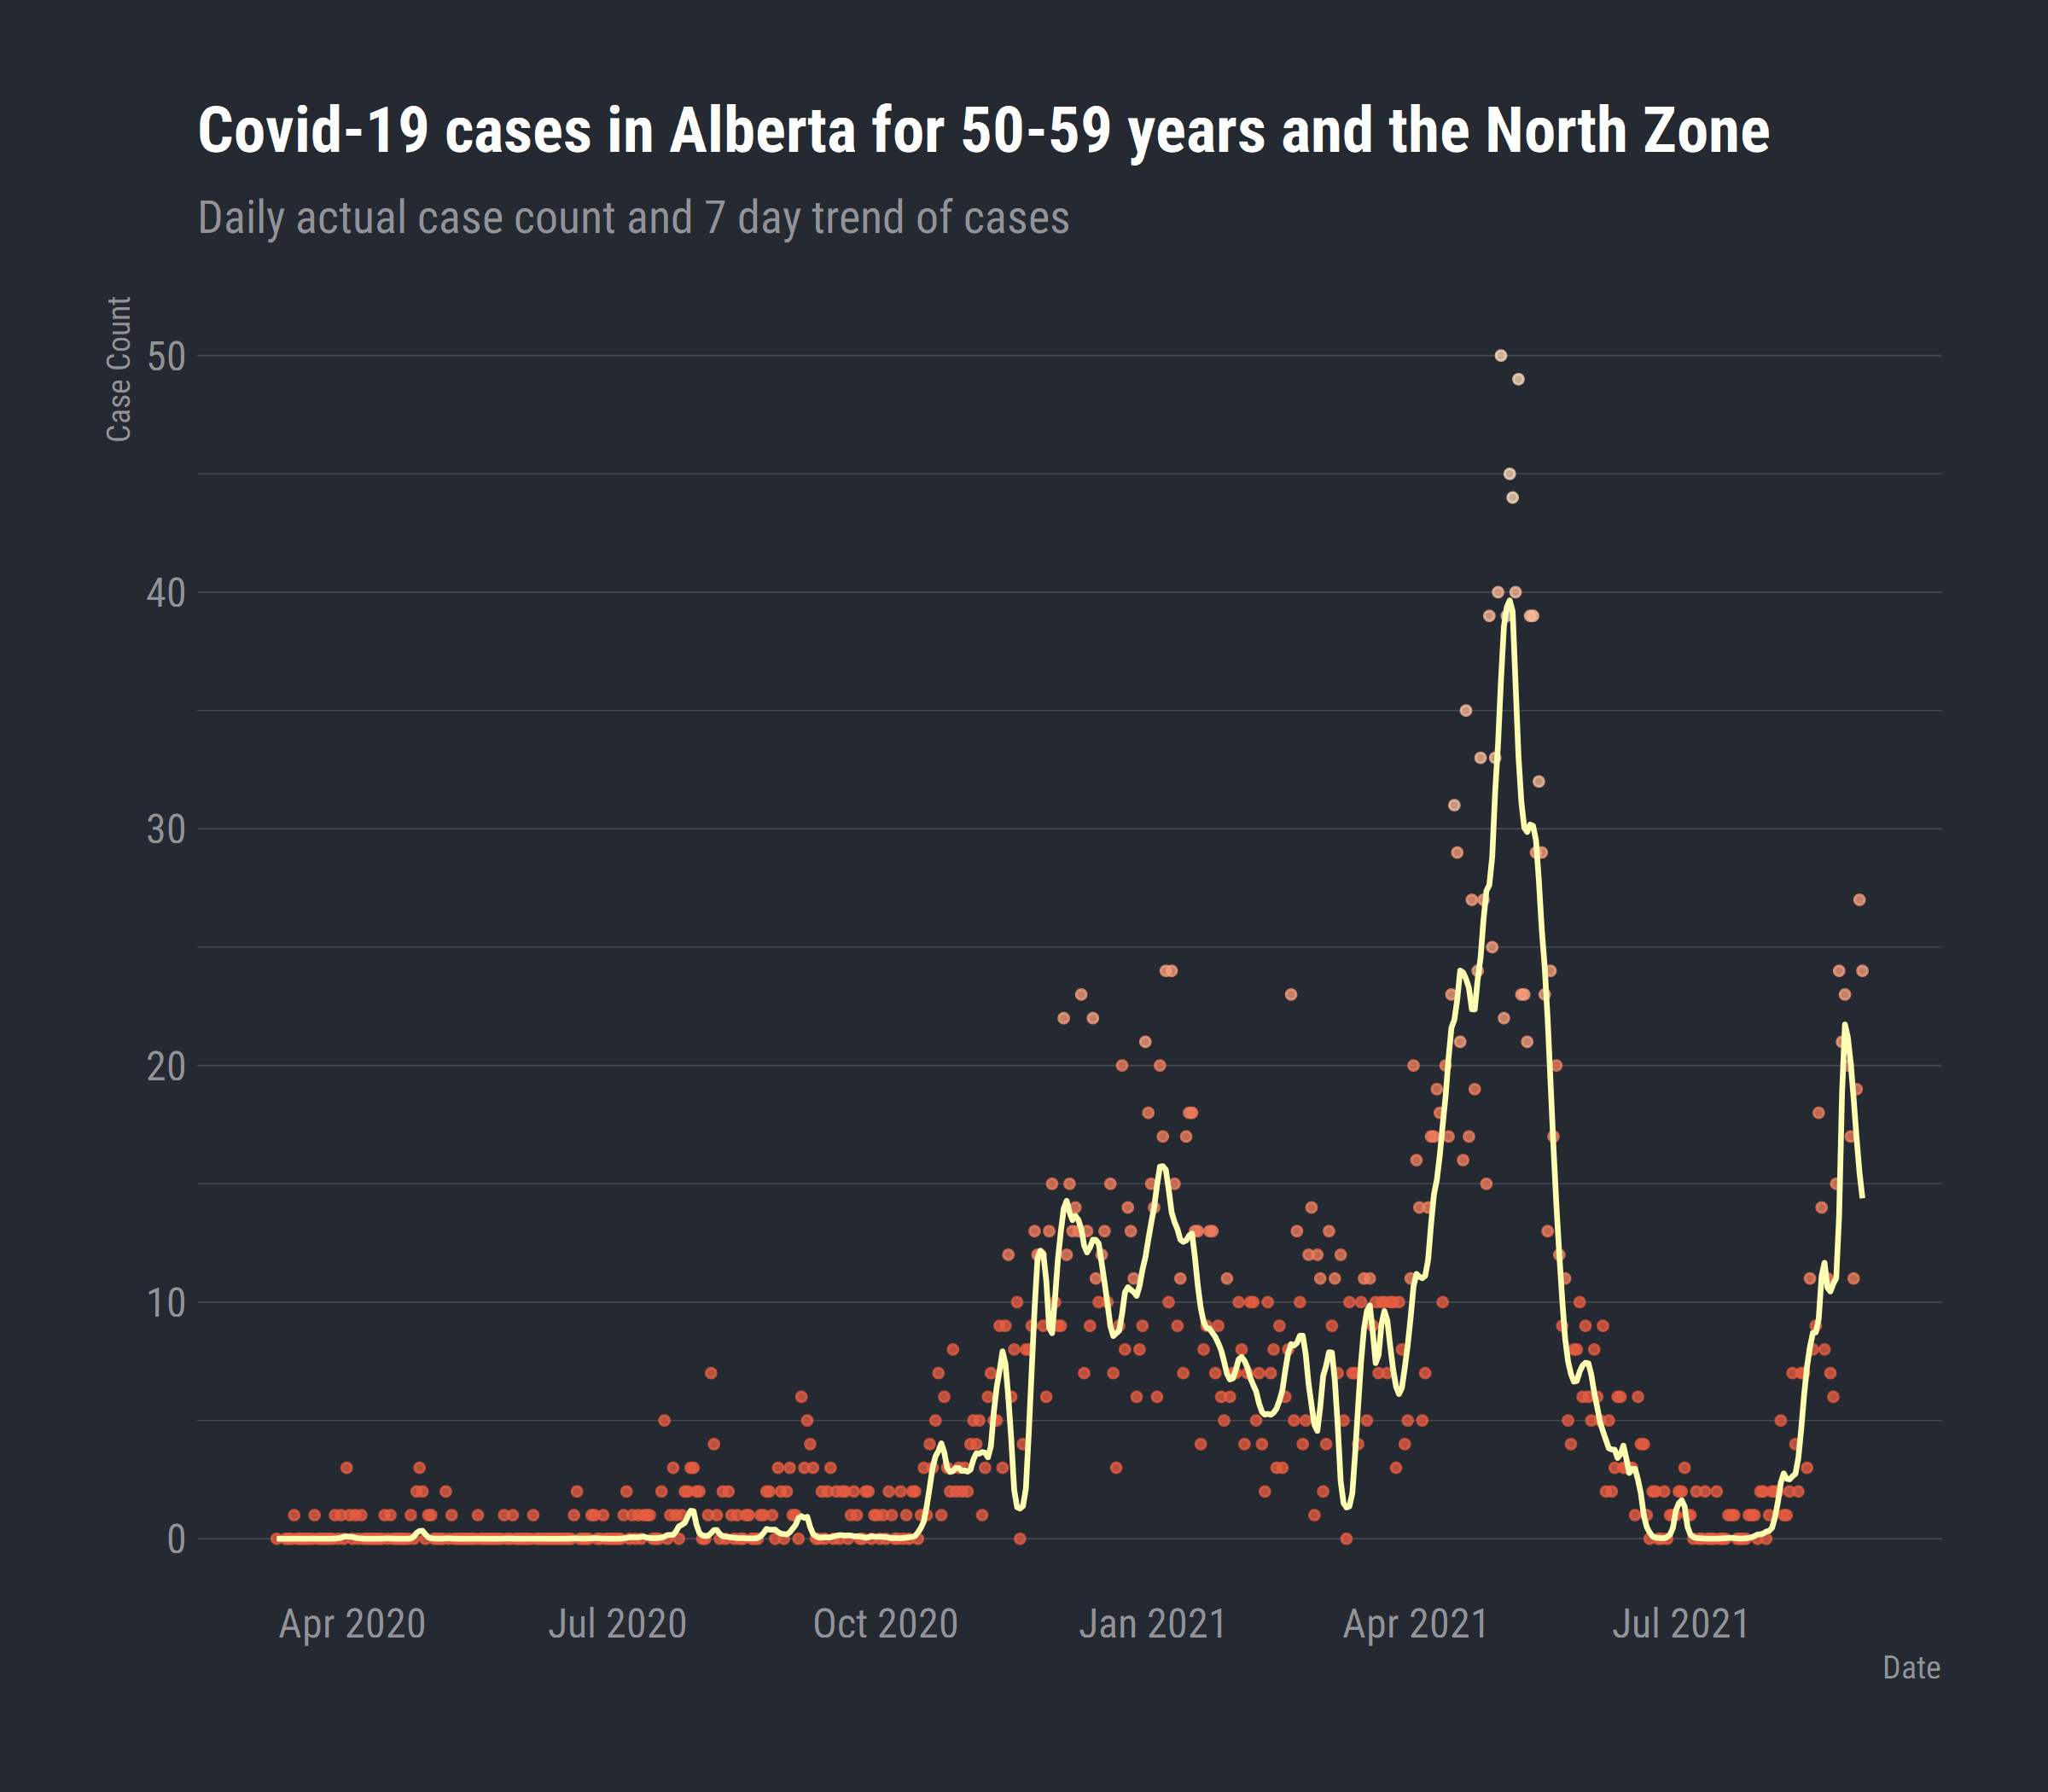 Covid-19 cases in Alberta for 50-59 years and the North Zone
Daily actual case count and 7 day trend of cases
Case Count
50
40
30
20
10
0
Apr 2020
Jul 2020
Oct 2020
Jan 2021
Apr 2021
Jul 2021
Date